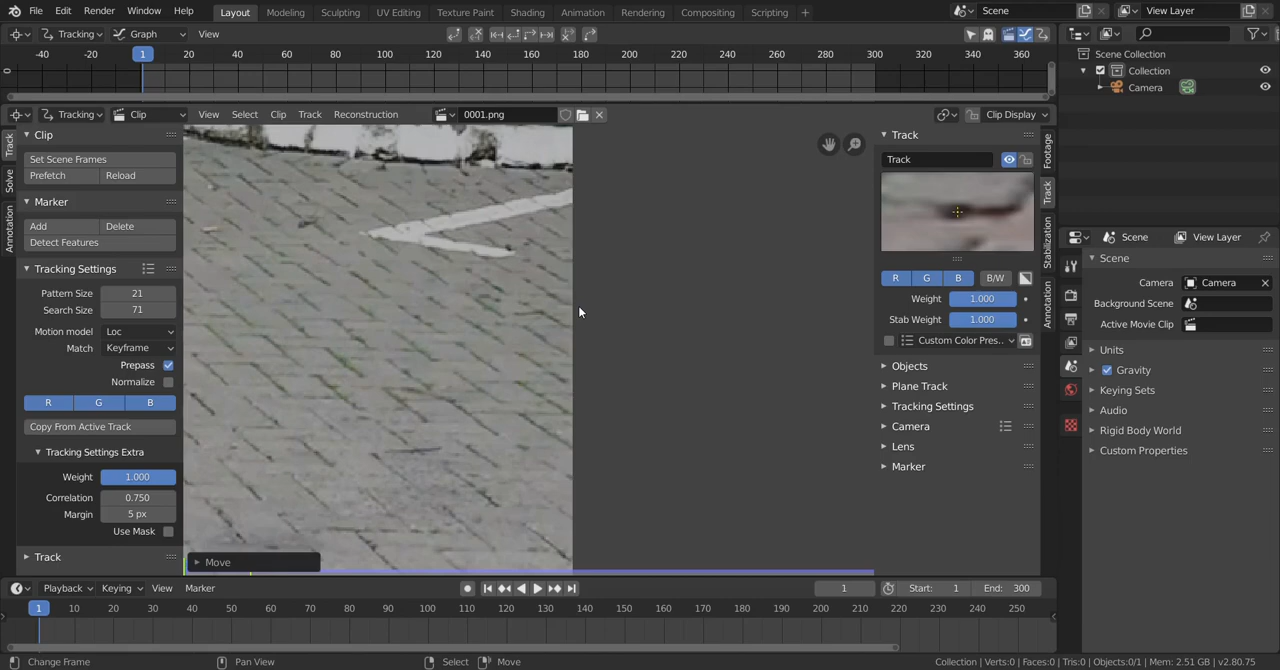 File Edit Render Window Help Layout Modeling Sculpting UV Editing Texture Paint Shading Animation Rendering Compositing Scripting + Scene View Layer
Tracking Graph View
-40 -20 1 20 40 60 80 100 120 140 160 180 200 220 240 260 280 300 320 340 360
0
Scene Collection
Collection
Camera
Tracking Clip View Select Clip Track Reconstruction 0001.png Clip Display
Track
Solve
Annotation
Clip
Set Scene Frames
Prefetch Reload
Marker
Add Delete
Detect Features
Tracking Settings
Pattern Size 21
Search Size 71
Motion model Loc
Match Keyframe
Prepass
Normalize
R G B
Copy From Active Track
Tracking Settings Extra
Weight 1.000
Correlation 0.750
Margin 5 px
Use Mask
Track
Move
Track
Track
R G B B/W
Weight 1.000
Stab Weight 1.000
Custom Color Pres..
Objects
Plane Track
Tracking Settings
Camera
Lens
Marker
Footage
Track
Stabilization
Annotation
Scene View Layer
Scene
Camera Camera
Background Scene
Active Movie Clip
Units
Gravity
Keying Sets
Audio
Rigid Body World
Custom Properties
Playback Keying View Marker 1 Start: 1 End: 300
1 10 20 30 40 50 60 70 80 90 100 110 120 130 140 150 160 170 180 190 200 210 220 230 240 250
Change Frame Pan View Select Move Collection | Verts:0 | Faces:0 | Tris:0 | Objects:0/1 | Mem: 2.51 GB | v2.80.75